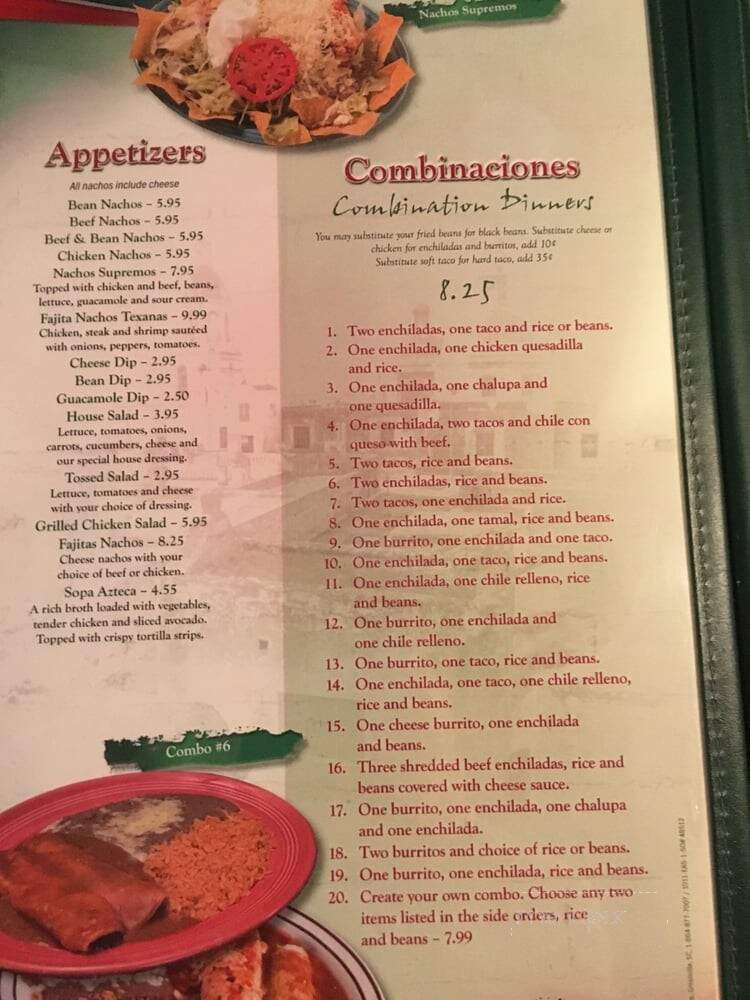 Nachos Supremos
Appetizers
All nachos include cheese
Bean Nachos – 5.95
Beef Nachos – 5.95
Beef & Bean Nachos – 5.95
Chicken Nachos – 5.95
Nachos Supremos – 7.95
Topped with chicken and beef, beans,
lettuce, guacamole and sour cream.
Fajita Nachos Texanas – 9.99
Chicken, steak and shrimp sautéed
with onions, peppers, tomatoes.
Cheese Dip – 2.95
Bean Dip – 2.95
Guacamole Dip – 2.50
House Salad – 3.95
Lettuce, tomatoes, onions,
carrots, cucumbers, cheese and
our special house dressing.
Tossed Salad – 2.95
Lettuce, tomatoes and cheese
with your choice of dressing.
Grilled Chicken Salad – 5.95
Fajitas Nachos – 8.25
Cheese nachos with your
choice of beef or chicken.
Sopa Azteca – 4.55
A rich broth loaded with vegetables,
tender chicken and sliced avocado.
Topped with crispy tortilla strips.
Combo #6
Combinaciones
Combination Dinners
You may substitute your fried beans for black beans. Substitute cheese or
chicken for enchiladas and burritos, add 10¢
Substitute soft taco for hard taco, add 35¢
8.25
1. Two enchiladas, one taco and rice or beans.
2. One enchilada, one chicken quesadilla
and rice.
3. One enchilada, one chalupa and
one quesadilla.
4. One enchilada, two tacos and chile con
queso with beef.
5. Two tacos, rice and beans.
6. Two enchiladas, rice and beans.
7. Two tacos, one enchilada and rice.
8. One enchilada, one tamal, rice and beans.
9. One burrito, one enchilada and one taco.
10. One enchilada, one taco, rice and beans.
11. One enchilada, one chile relleno, rice
and beans.
12. One burrito, one enchilada and
one chile relleno.
13. One burrito, one taco, rice and beans.
14. One enchilada, one taco, one chile relleno,
rice and beans.
15. One cheese burrito, one enchilada
and beans.
16. Three shredded beef enchiladas, rice and
beans covered with cheese sauce.
17. One burrito, one enchilada, one chalupa
and one enchilada.
18. Two burritos and choice of rice or beans.
19. One burrito, one enchilada, rice and beans.
20. Create your own combo. Choose any two
items listed in the side orders, rice
and beans – 7.99